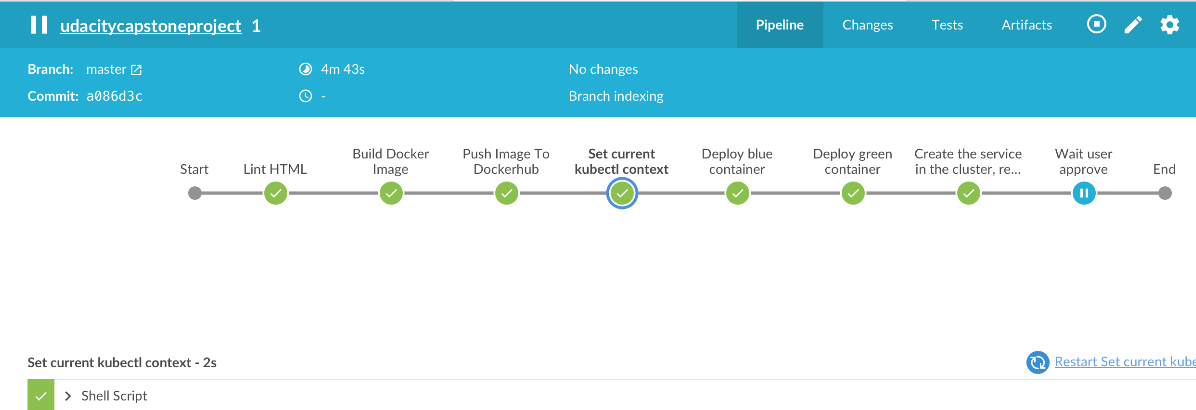 udacitycapstoneproject 1
Pipeline Changes Tests Artifacts
Branch: master 4m 43s No changes
Commit: a086d3c - Branch indexing
Start
Lint HTML
Build Docker
Image
Push Image To
Dockerhub
Set current
kubectl context
Deploy blue
container
Deploy green
container
Create the service
in the cluster, re...
Wait user
approve
End
Set current kubectl context - 2s
Restart Set current kube
Shell Script